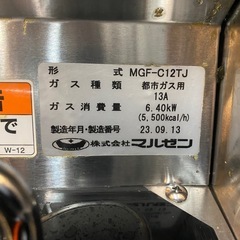 形式 MGF-C12TJ
ガス種類 都市ガス用
13A
ガス消費量 6.40kW
(5,500kcal/h)
製造年月・製造番号 23.09.13
株式会社 マルゼン
で
W-12